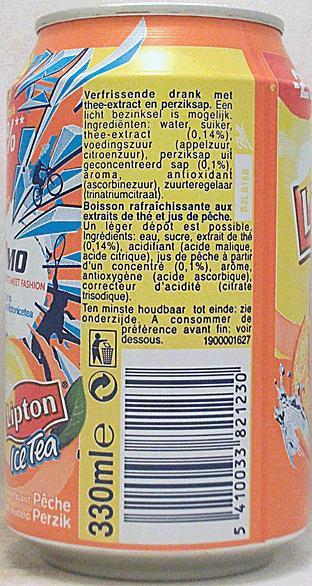 Verfrissende drank met
thee-extract en perziksap. Een
licht bezinksel is mogelijk.
Ingrediënten: water, suiker,
thee-extract (0,14%),
voedingszuur (appelzuur,
citroenzuur), perziksap uit
geconcentreerd sap (0,1%),
aroma, antioxidant
(ascorbinezuur), zuurteregelaar
(trinatriumcitraat).
Boisson rafraîchissante aux
extraits de thé et jus de pêche.
Un léger dépôt est possible.
Ingrédients: eau, sucre, extrait de thé
(0,14%), acidifiant (acide malique,
acide citrique), jus de pêche à partir
d'un concentré (0,1%), arôme,
antioxygène (acide ascorbique),
correcteur d'acidité (citrate
trisodique).
Ten minste houdbaar tot einde: zie
onderzijde. A consommer de
préférence avant fin: voir
dessous. 1900001627
330ml e
5 410033 821230
MO
MEET FASHION
Lipton
Ice Tea
Pêche
Perzik